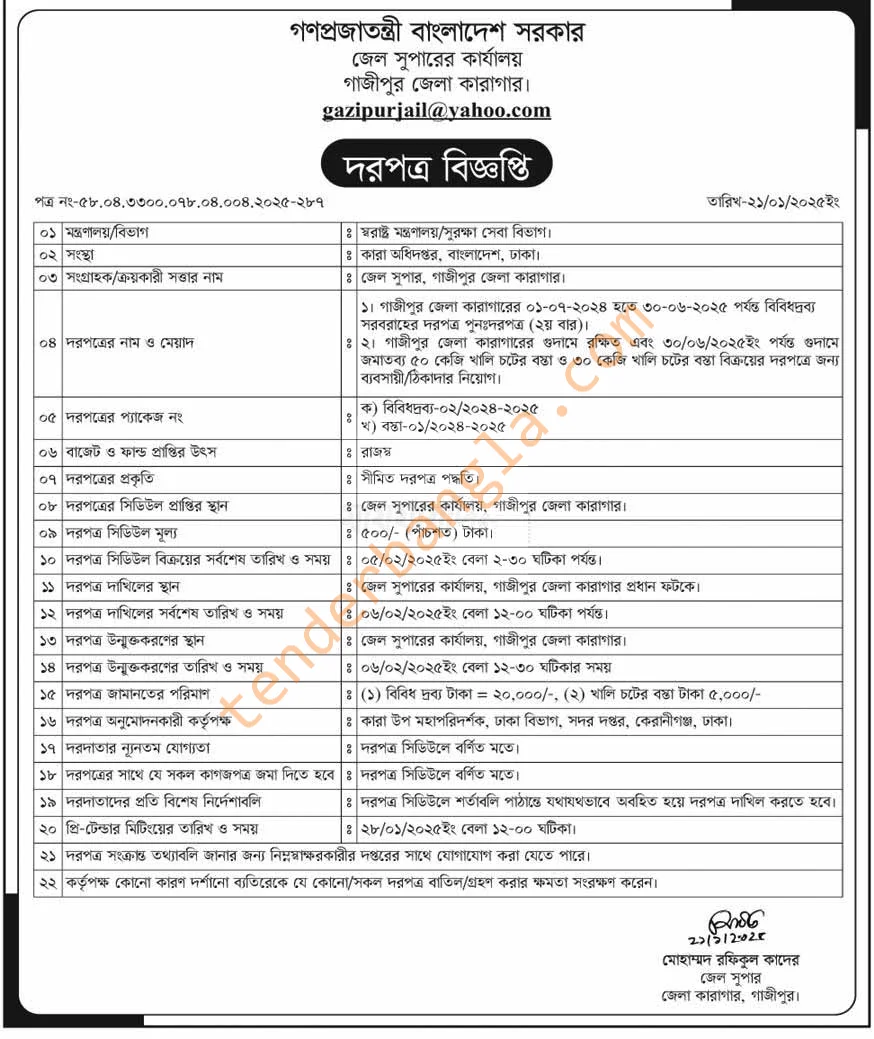 গণপ্রজাতন্ত্রী বাংলাদেশ সরকার
জেল সুপারের কার্যালয়
গাজীপুর জেলা কারাগার।
gazipurjail@yahoo.com
দরপত্র বিজ্ঞপ্তি
পত্র নং-৫৮.০৪.৩৩০০.০৭৮.০৪.০০৪.২০২৫-২৮৭ তারিখ-২১/০১/২০২৫ইং
০১ মন্ত্রণালয়/বিভাগ ঃ স্বরাষ্ট্র মন্ত্রণালয়/সুরক্ষা সেবা বিভাগ।
০২ সংস্থা ঃ কারা অধিদপ্তর, বাংলাদেশ, ঢাকা।
০৩ সংগ্রাহক/ক্রয়কারী সত্তার নাম ঃ জেল সুপার, গাজীপুর জেলা কারাগার।
০৪ দরপত্রের নাম ও মেয়াদ ঃ ১। গাজীপুর জেলা কারাগারের ০১-০৭-২০২৪ হতে ৩০-০৬-২০২৫ পর্যন্ত বিবিধদ্রব্য
সরবরাহের দরপত্র পুনঃদরপত্র (২য় বার)।
২। গাজীপুর জেলা কারাগারের গুদামে রক্ষিত এবং ৩০/০৬/২০২৫ইং পর্যন্ত গুদামে
জমাতব্য ৫০ কেজি খালি চটের বস্তা ও ৩০ কেজি খালি চটের বস্তা বিক্রয়ের দরপত্রে জন্য
ব্যবসায়ী/ঠিকাদার নিয়োগ।
০৫ দরপত্রের প্যাকেজ নং ঃ ক) বিবিধদ্রব্য-০২/২০২৪-২০২৫
খ) বস্তা-০১/২০২৪-২০২৫
০৬ বাজেট ও ফান্ড প্রাপ্তির উৎস ঃ রাজস্ব
০৭ দরপত্রের প্রকৃতি ঃ সীমিত দরপত্র পদ্ধতি।
০৮ দরপত্রের সিডিউল প্রাপ্তির স্থান ঃ জেল সুপারের কার্যালয়, গাজীপুর জেলা কারাগার।
০৯ দরপত্র সিডিউল মূল্য ঃ ৫০০/- (পাঁচশত) টাকা।
১০ দরপত্র সিডিউল বিক্রয়ের সর্বশেষ তারিখ ও সময় ঃ ০৫/০২/২০২৫ইং বেলা ২-৩০ ঘটিকা পর্যন্ত।
১১ দরপত্র দাখিলের স্থান ঃ জেল সুপারের কার্যালয়, গাজীপুর জেলা কারাগার প্রধান ফটকে।
১২ দরপত্র দাখিলের সর্বশেষ তারিখ ও সময় ঃ ০৬/০২/২০২৫ইং বেলা ১২-০০ ঘটিকা পর্যন্ত।
১৩ দরপত্র উন্মুক্তকরণের স্থান ঃ জেল সুপারের কার্যালয়, গাজীপুর জেলা কারাগার।
১৪ দরপত্র উন্মুক্তকরণের তারিখ ও সময় ঃ ০৬/০২/২০২৫ইং বেলা ১২-৩০ ঘটিকার সময়
১৫ দরপত্র জামানতের পরিমাণ ঃ (১) বিবিধ দ্রব্য টাকা = ২০,০০০/-, (২) খালি চটের বস্তা টাকা ৫,০০০/-
১৬ দরপত্র অনুমোদনকারী কর্তৃপক্ষ ঃ কারা উপ মহাপরিদর্শক, ঢাকা বিভাগ, সদর দপ্তর, কেরানীগঞ্জ, ঢাকা।
১৭ দরদাতার ন্যূনতম যোগ্যতা ঃ দরপত্র সিডিউলে বর্ণিত মতে।
১৮ দরপত্রের সাথে যে সকল কাগজপত্র জমা দিতে হবে ঃ দরপত্র সিডিউলে বর্ণিত মতে।
১৯ দরদাতাদের প্রতি বিশেষ নির্দেশাবলি ঃ দরপত্র সিডিউলে শর্তাবলি পাঠান্তে যথাযথভাবে অবহিত হয়ে দরপত্র দাখিল করতে হবে।
২০ প্রি-টেন্ডার মিটিংয়ের তারিখ ও সময় ঃ ২৮/০১/২০২৫ইং বেলা ১২-০০ ঘটিকা।
২১ দরপত্র সংক্রান্ত তথ্যাবলি জানার জন্য নিম্নস্বাক্ষরকারীর দপ্তরের সাথে যোগাযোগ করা যেতে পারে।
২২ কর্তৃপক্ষ কোনো কারণ দর্শানো ব্যতিরেকে যে কোনো/সকল দরপত্র বাতিল/গ্রহণ করার ক্ষমতা সংরক্ষণ করেন।
tenderbangla.com
২১/১/২০২৫
মোহাম্মদ রফিকুল কাদের
জেল সুপার
জেলা কারাগার, গাজীপুর।